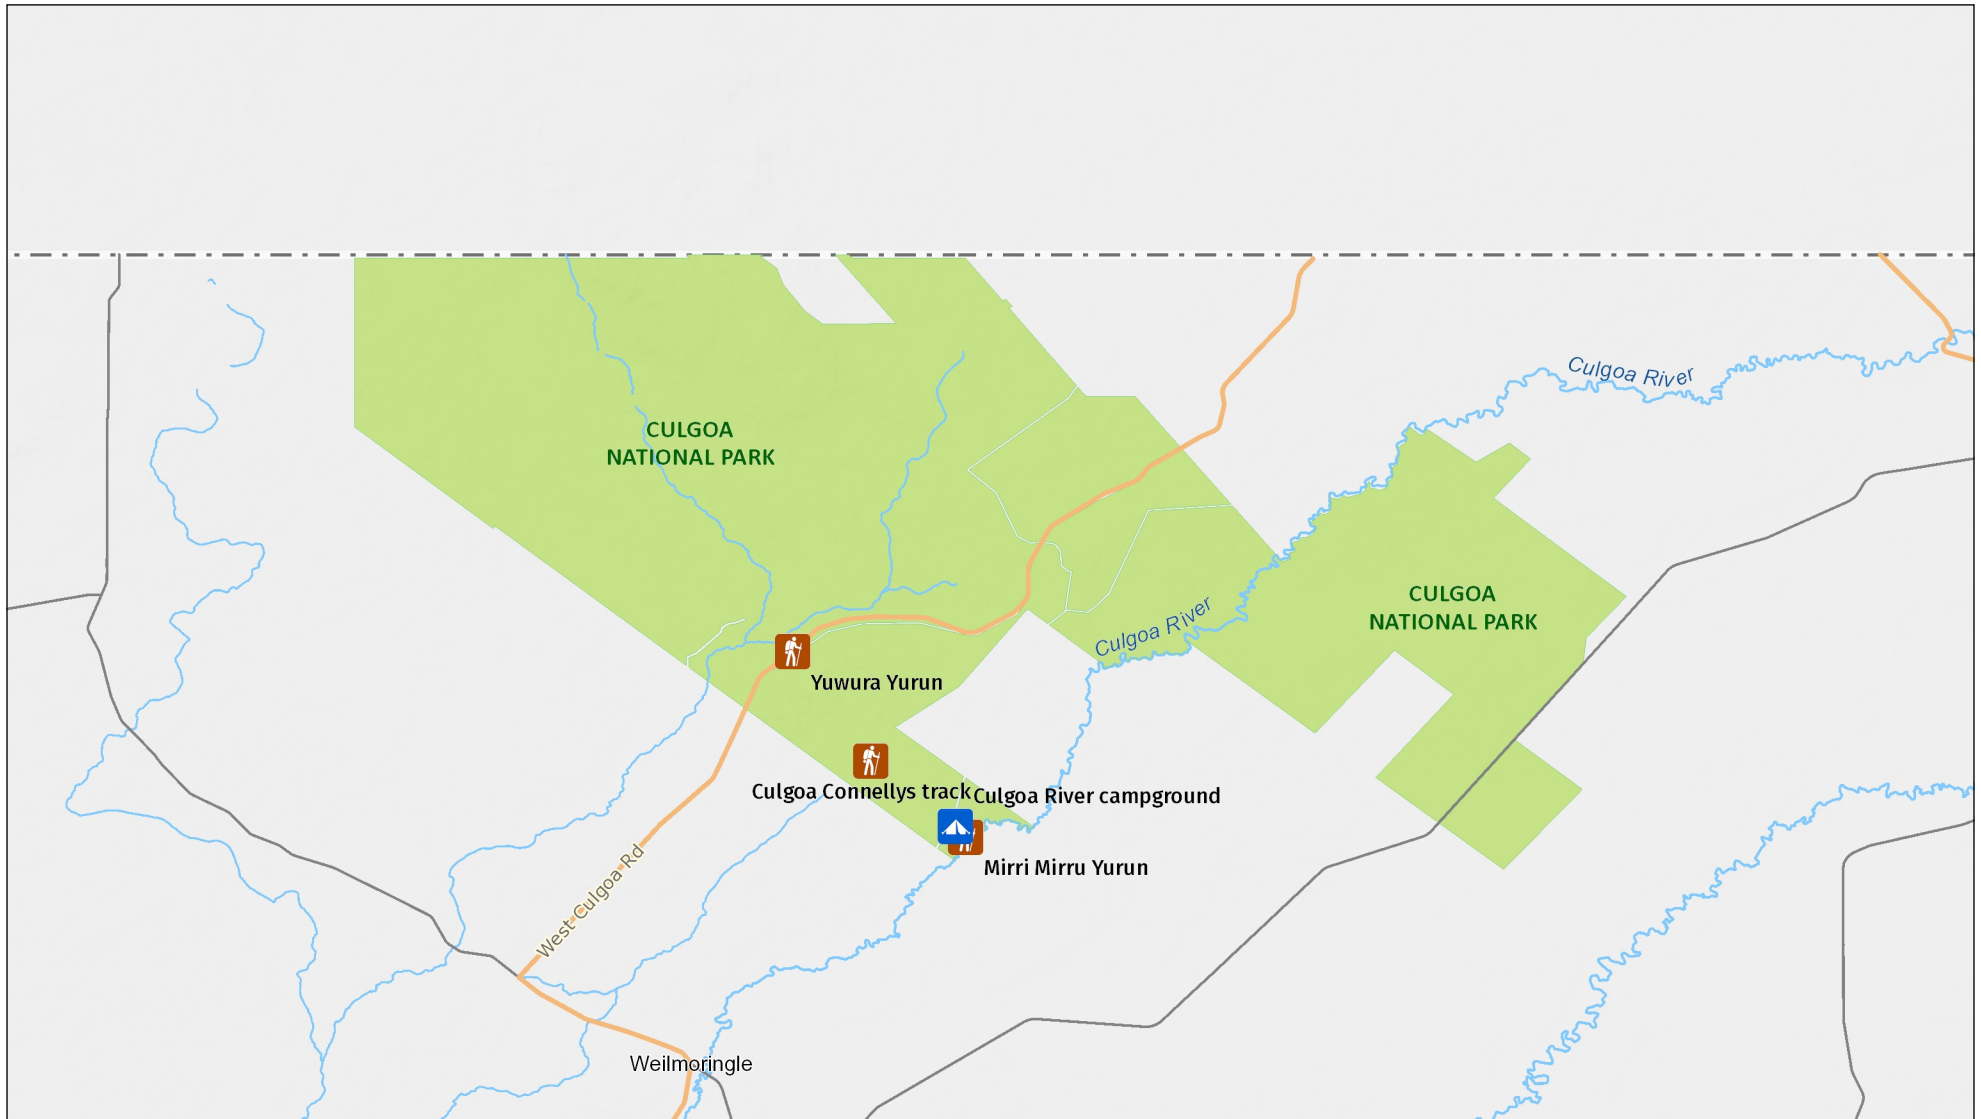 Culgoa River
CULGOA
NATIONAL PARK
CULGOA
NATIONAL PARK
Culgoa River
Yuwura Yurun
Culgoa Connellys track
Culgoa River campground
Mirri Mirru Yurun
West Culgoa Rd
Weilmoringle